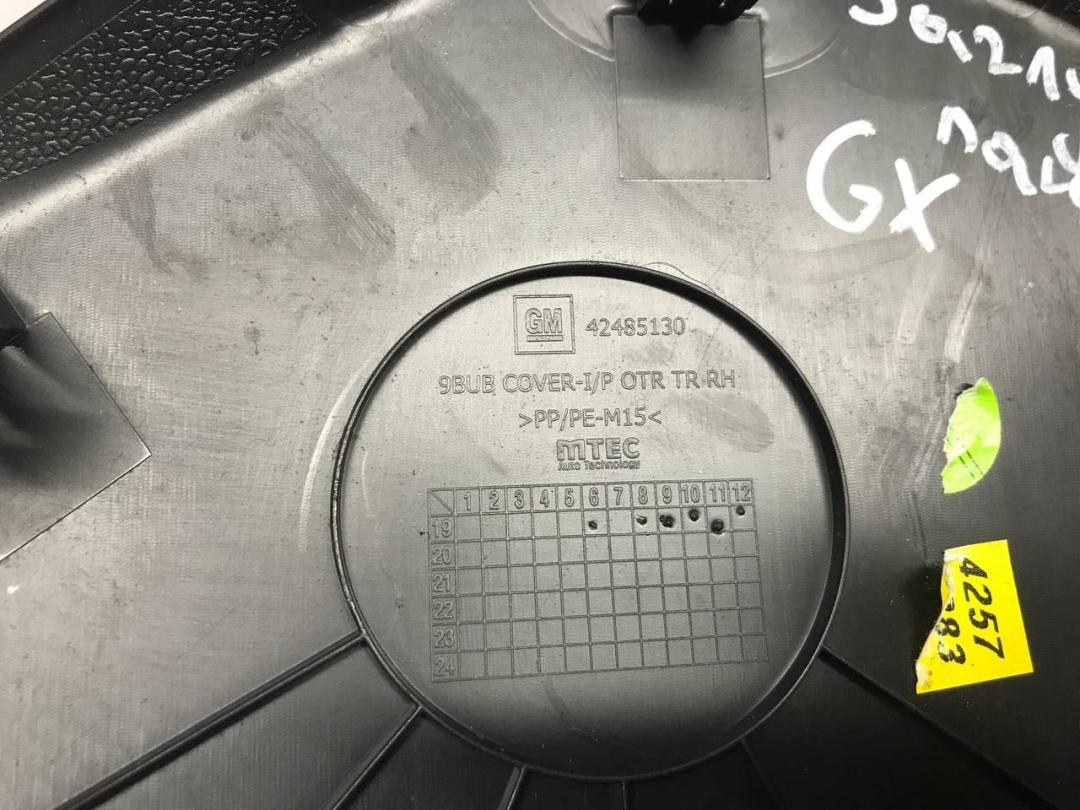 GX
GM 42485130
9BUB COVER-I/P OTR TR RH
>PP/PE-M15<
mTEC
Auto Technology
1 2 3 4 5 6 7 8 9 10 11 12
19
20
21
22
23
24
4257
83